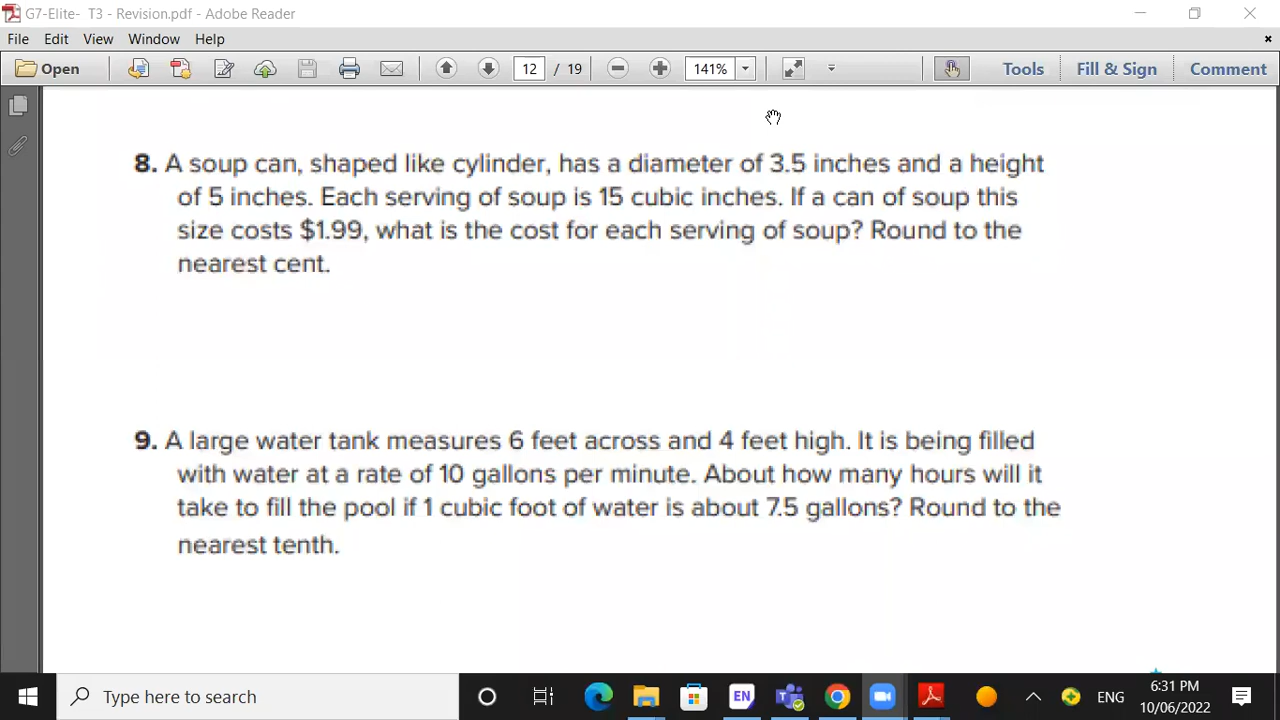 G7-Elite- T3 - Revision.pdf - Adobe Reader
File Edit View Window Help
Open 12 / 19 141% Tools Fill & Sign Comment
8. A soup can, shaped like cylinder, has a diameter of 3.5 inches and a height
of 5 inches. Each serving of soup is 15 cubic inches. If a can of soup this
size costs $1.99, what is the cost for each serving of soup? Round to the
nearest cent.
9. A large water tank measures 6 feet across and 4 feet high. It is being filled
with water at a rate of 10 gallons per minute. About how many hours will it
take to fill the pool if 1 cubic foot of water is about 7.5 gallons? Round to the
nearest tenth.
Type here to search EN ENG 6:31 PM
10/06/2022